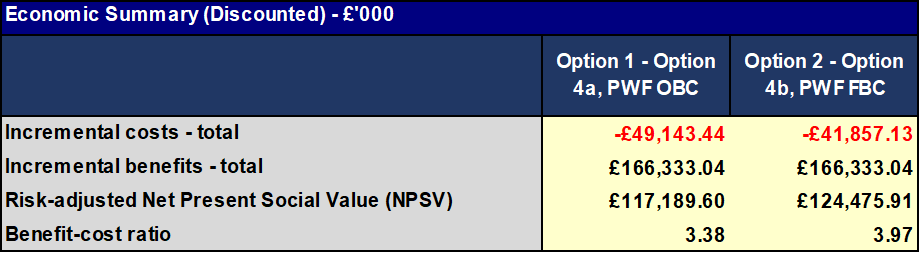 Economic Summary (Discounted) - £'000
Option 1 - Option 4a, PWF OBC
Option 2 - Option 4b, PWF FBC
Incremental costs - total -£49,143.44 -£41,857.13
Incremental benefits - total £166,333.04 £166,333.04
Risk-adjusted Net Present Social Value (NPSV) £117,189.60 £124,475.91
Benefit-cost ratio 3.38 3.97